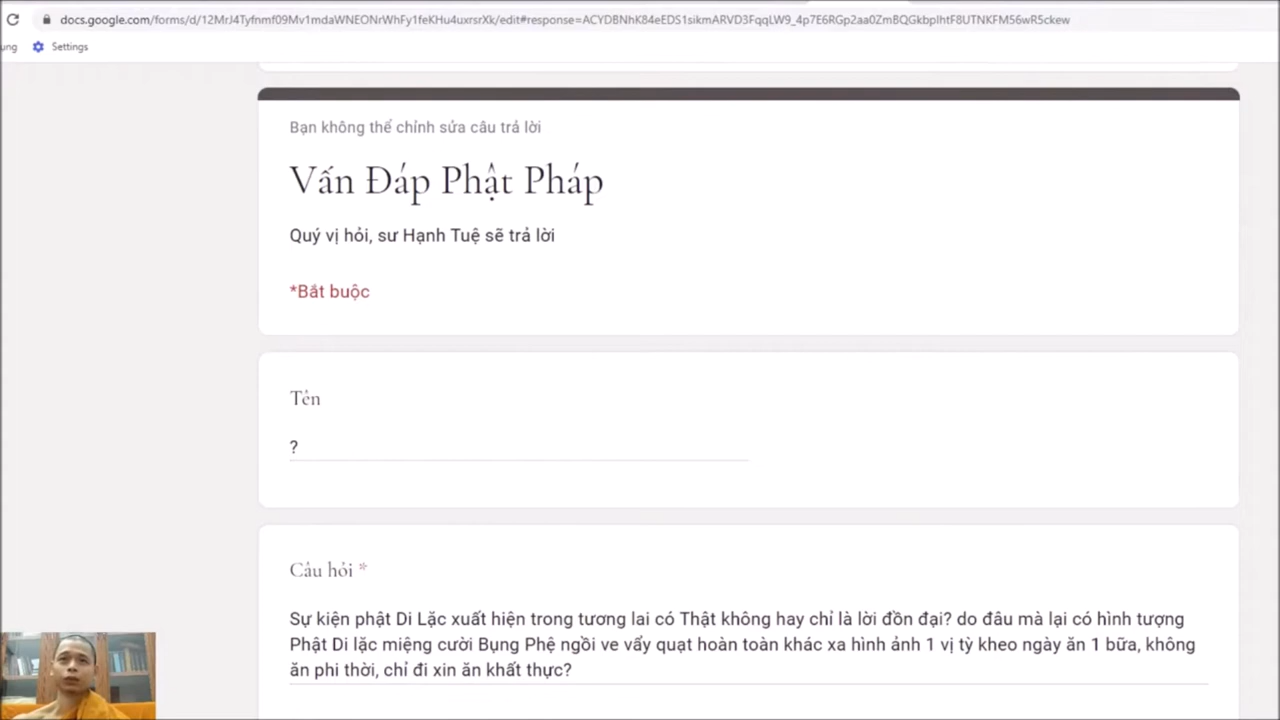 docs.google.com/forms/d/12MrJ4Tyfnmf09Mv1mdaWNEONrWhFy1feKHu4uxrsrXk/edit#response=ACYDBNhK84eEDS1sikmARVD3FqqLW9_4p7E6RGp2aa0ZmBQGkbpIhtF8UTNKFM56wR5ckew
ung Settings
Bạn không thể chỉnh sửa câu trả lời
Vấn Đáp Phật Pháp
Quý vị hỏi, sư Hạnh Tuệ sẽ trả lời
*Bắt buộc
Tên
?
Câu hỏi *
Sự kiện phật Di Lặc xuất hiện trong tương lai có Thật không hay chỉ là lời đồn đại? do đâu mà lại có hình tượng
Phật Di lặc miệng cười Bụng Phệ ngồi ve vẩy quạt hoàn toàn khác xa hình ảnh 1 vị tỳ kheo ngày ăn 1 bữa, không
ăn phi thời, chỉ đi xin ăn khất thực?